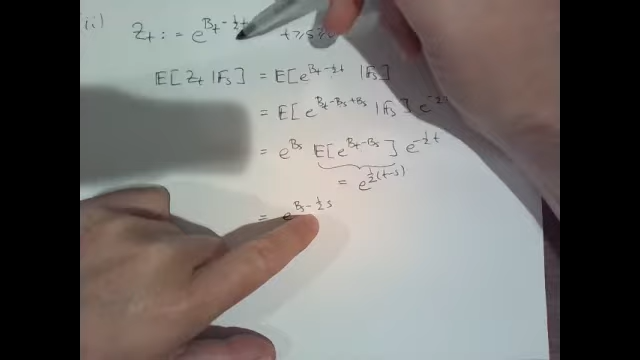 ii)
Z_t := e^{B_t - ½t} t ≥ s ≥
E[Z_t | F_s] = E[e^{B_t - ½t} | F_s]
= E[e^{B_t - B_s + B_s} | F_s] e^{-½
= e^{B_s} E[e^{B_t - B_s}] e^{-½t}
= e^{½(t-s)}
= e^{B_s - ½s}